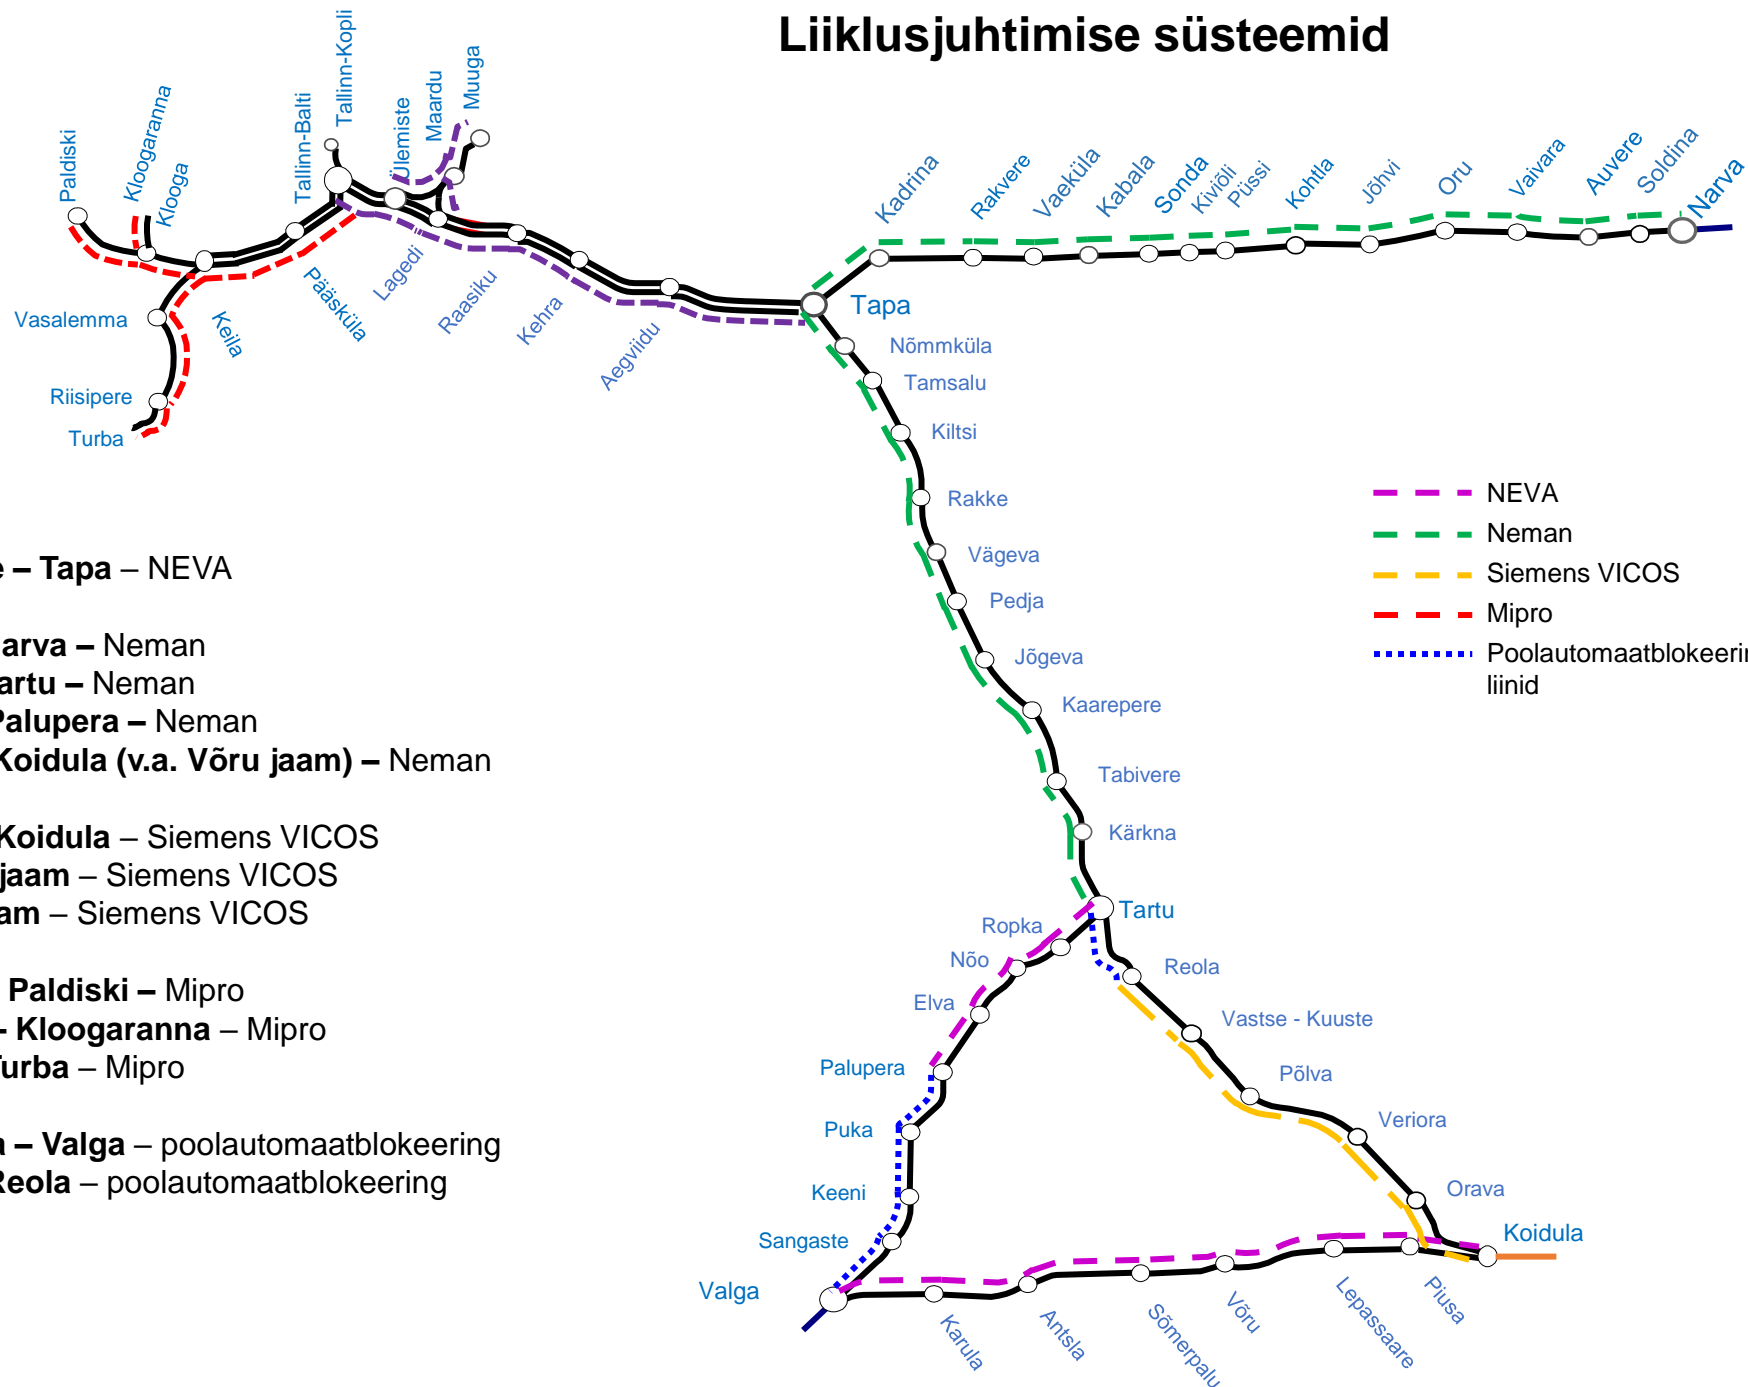 Liiklusjuhtimise süsteemid
Paldiski
Kloogaranna
Klooga
Tallinn-Balti
Tallinn-Kopli
Ülemiste
Maardu
Muuga
Kadrina
Rakvere
Vaeküla
Kabala
Sonda
Kiviõli
Püssi
Kohtla
Jõhvi
Oru
Vaivara
Auvere
Soldina
Narva
Vasalemma
Riisipere
Turba
Keila
Pääsküla
Lagedi
Raasiku
Kehra
Aegviidu
Tapa
Nõmmküla
Tamsalu
Kiltsi
Rakke
Vägeva
Pedja
Jõgeva
Kaarepere
Tabivere
Kärkna
Tartu
NEVA
Neman
Siemens VICOS
Mipro
Poolautomaatblokeerin
liinid
e – Tapa – NEVA
arva – Neman
artu – Neman
Palupera – Neman
Koidula (v.a. Võru jaam) – Neman
Koidula – Siemens VICOS
jaam – Siemens VICOS
am – Siemens VICOS
Paldiski – Mipro
– Kloogaranna – Mipro
Turba – Mipro
a – Valga – poolautomaatblokeering
Reola – poolautomaatblokeering
Ropka
Nõo
Elva
Palupera
Puka
Keeni
Sangaste
Valga
Reola
Vastse - Kuuste
Põlva
Veriora
Orava
Koidula
Karula
Antsla
Sõmerpalu
Võru
Lepassaare
Piusa